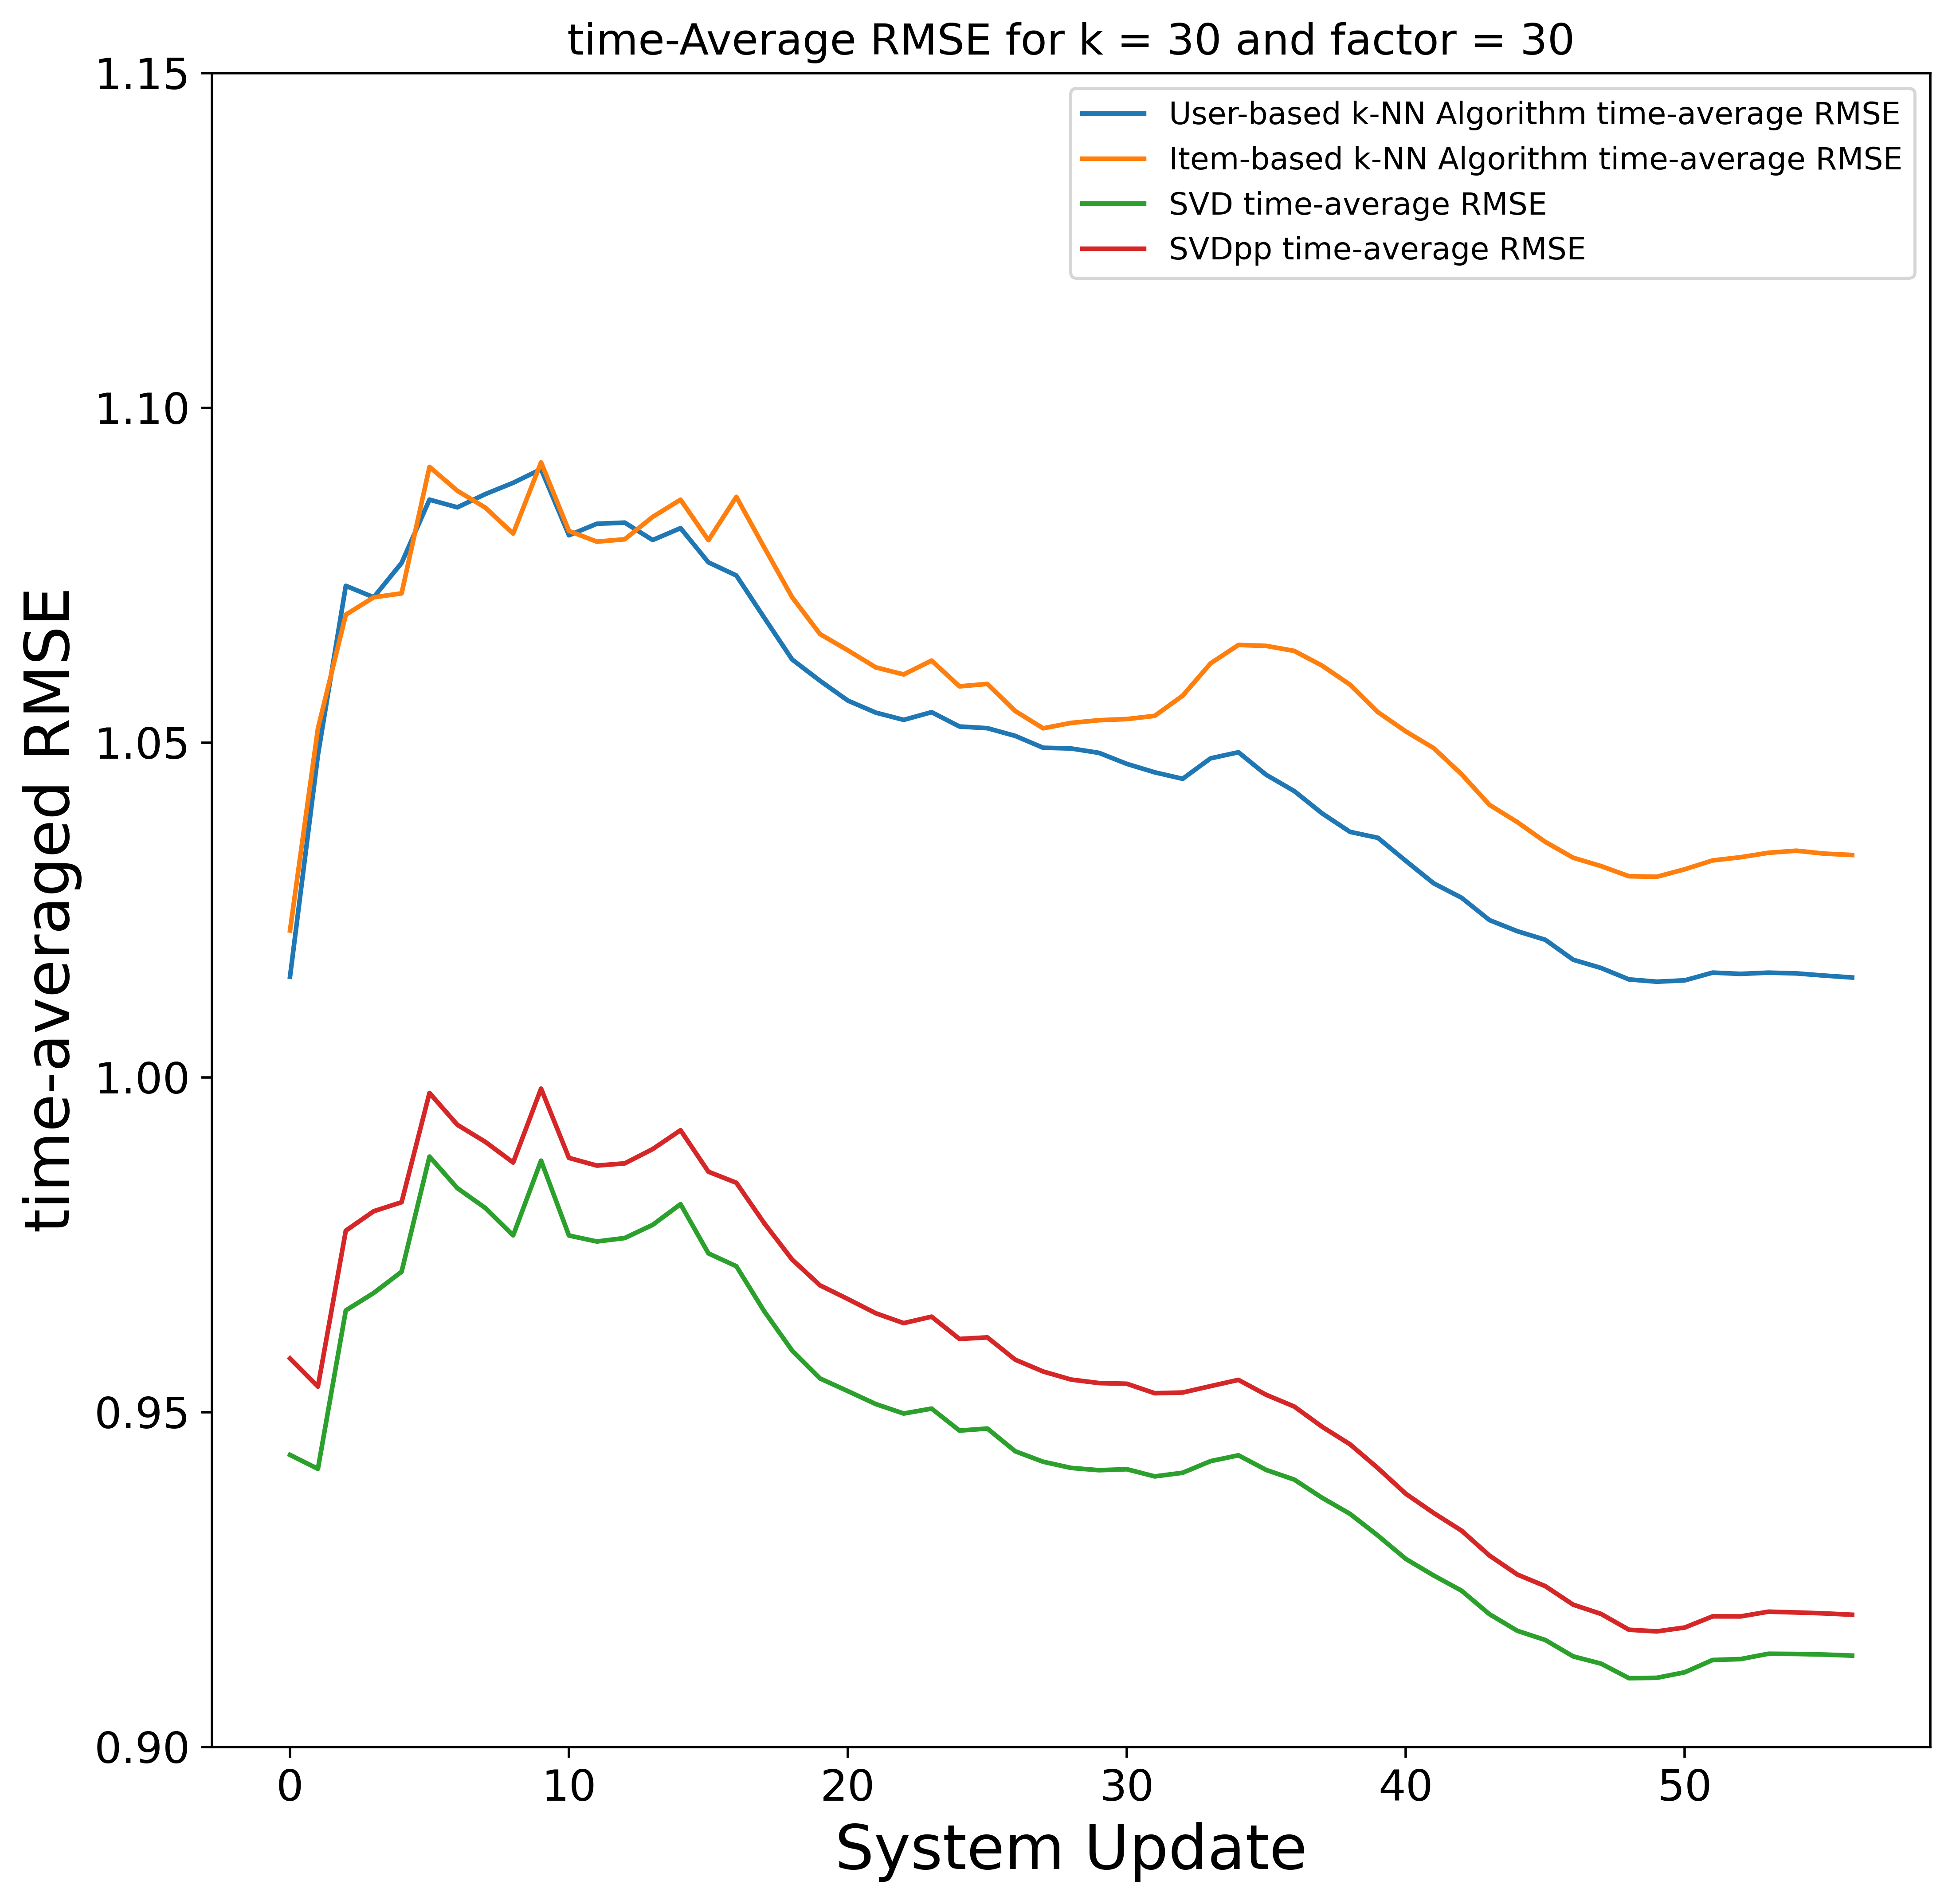 time-Average RMSE for k = 30 and factor = 30
User-based k-NN Algorithm time-average RMSE
Item-based k-NN Algorithm time-average RMSE
SVD time-average RMSE
SVDpp time-average RMSE
time-averaged RMSE
1.15
1.10
1.05
1.00
0.95
0.90
0 10 20 30 40 50
System Update